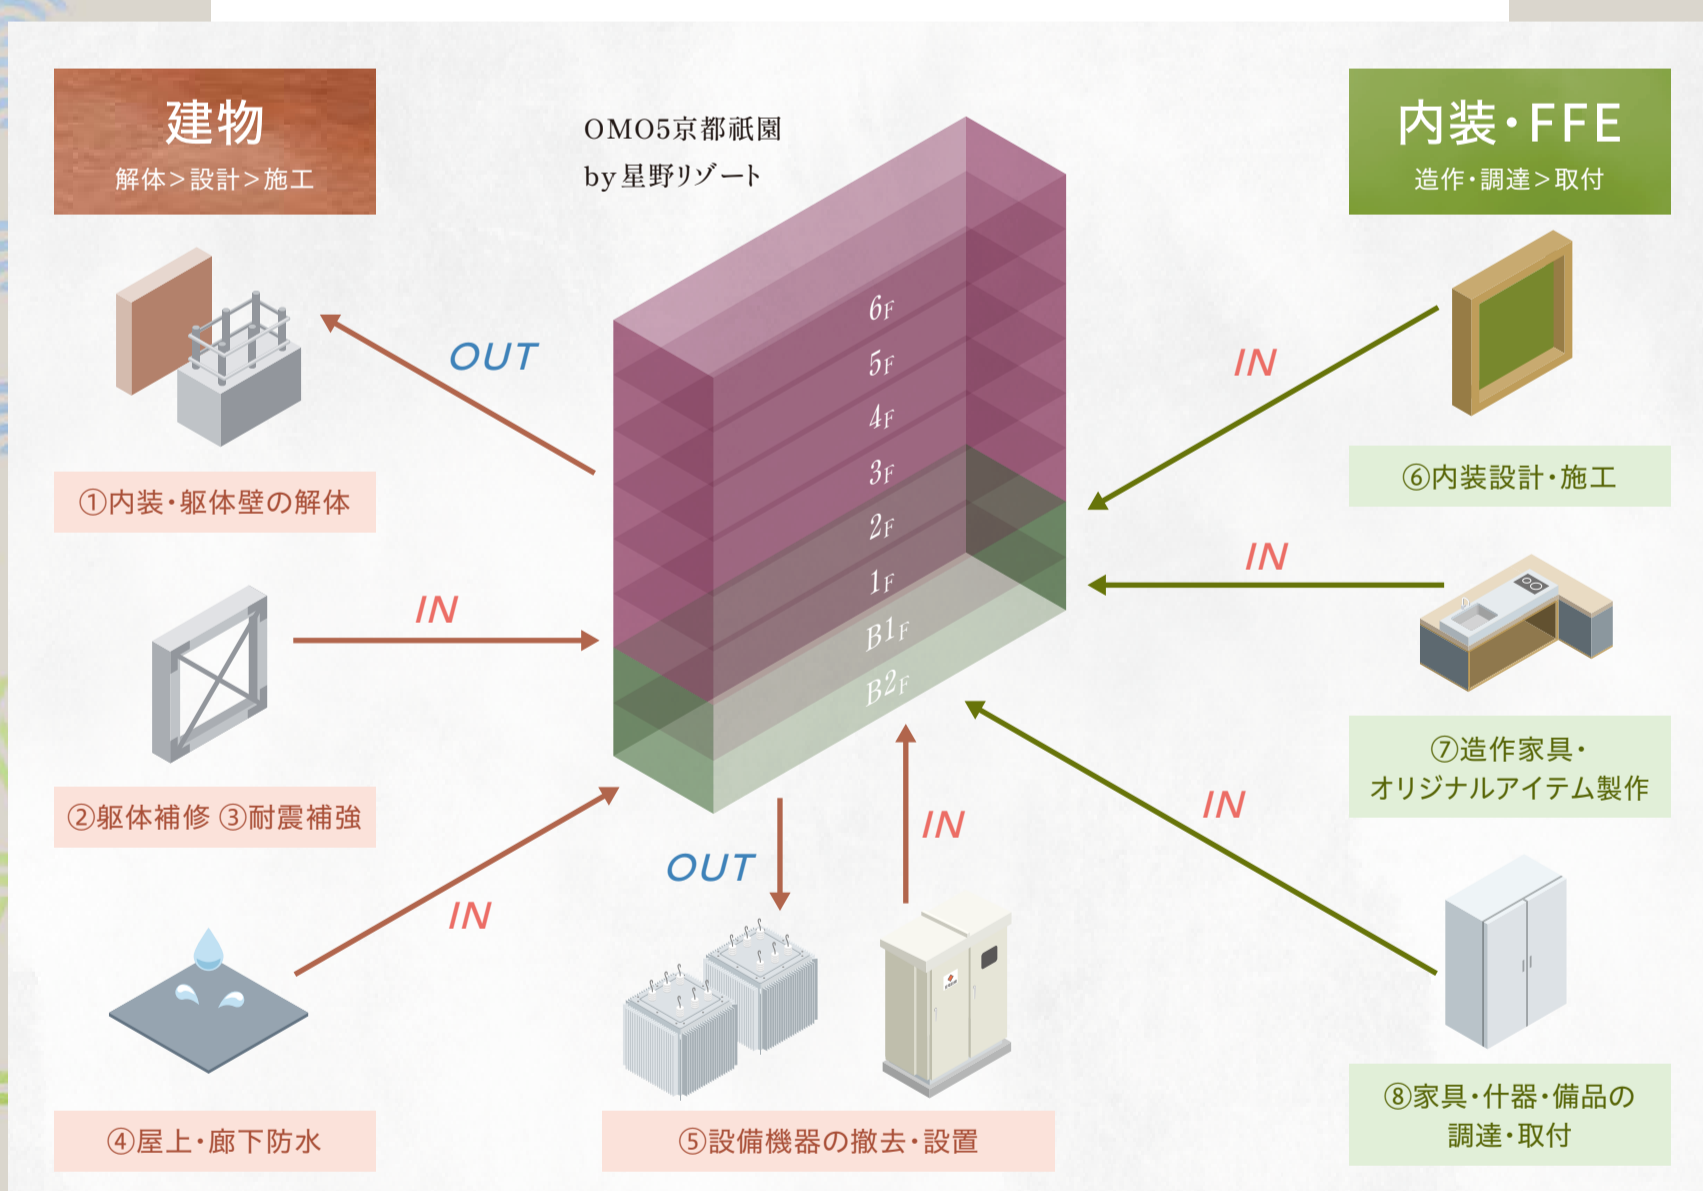 建物
解体>設計>施工
OMO5京都祇園
by 星野リゾート
内装・FFE
造作・調達>取付
6F
5F
4F
3F
2F
1F
B1F
B2F
OUT
①内装・躯体壁の解体
IN
②躯体補修 ③耐震補強
IN
④屋上・廊下防水
OUT
IN
⑤設備機器の撤去・設置
IN
⑥内装設計・施工
IN
⑦造作家具・
オリジナルアイテム製作
IN
⑧家具・什器・備品の
調達・取付